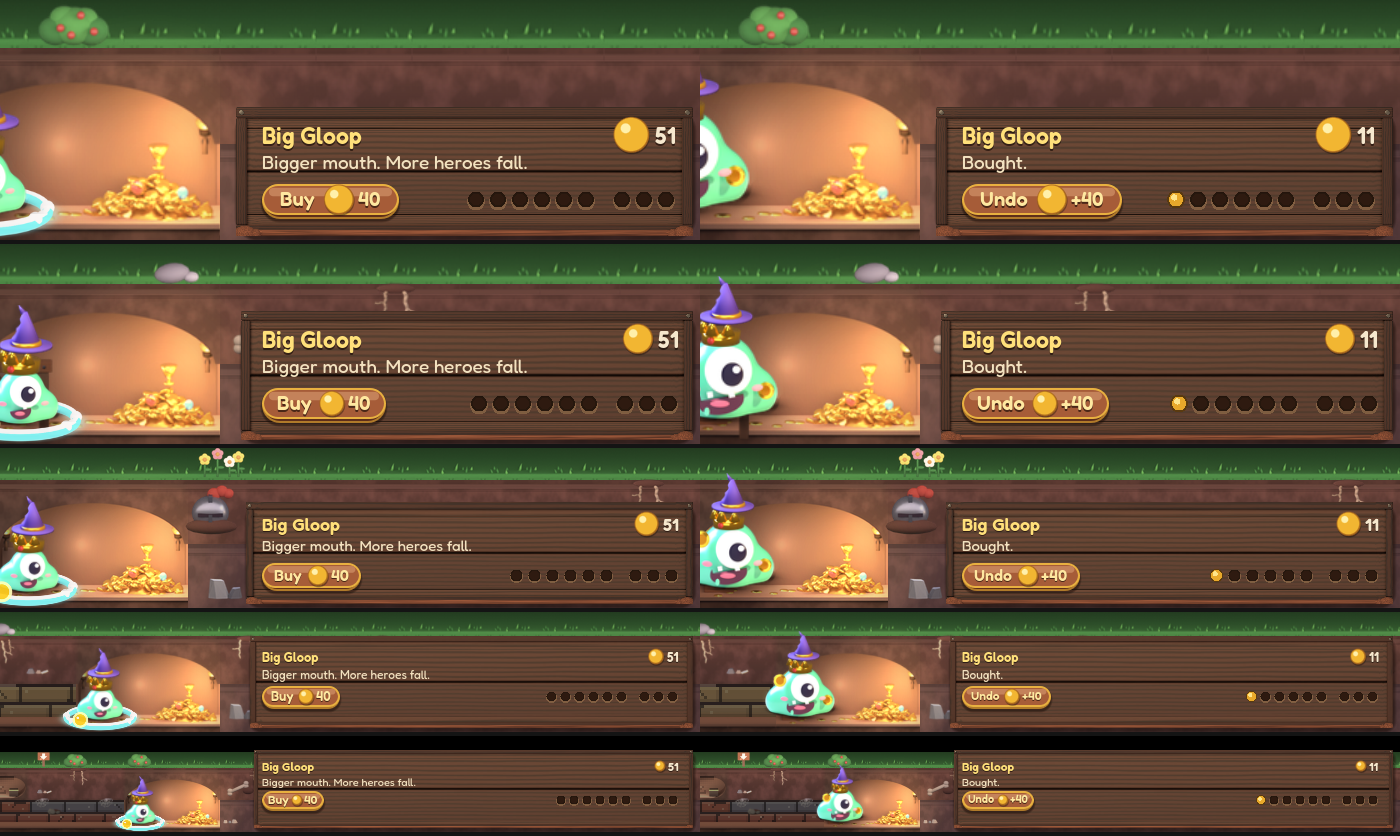 Big Gloop 51
Bigger mouth. More heroes fall.
Buy 40
Big Gloop 11
Bought.
Undo +40
Big Gloop 51
Bigger mouth. More heroes fall.
Buy 40
Big Gloop 11
Bought.
Undo +40
Big Gloop 51
Bigger mouth. More heroes fall.
Buy 40
Big Gloop 11
Bought.
Undo +40
Big Gloop 51
Bigger mouth. More heroes fall.
Buy 40
Big Gloop 11
Bought.
Undo +40
Big Gloop 51
Bigger mouth. More heroes fall.
Buy 40
Big Gloop 11
Bought.
Undo +40